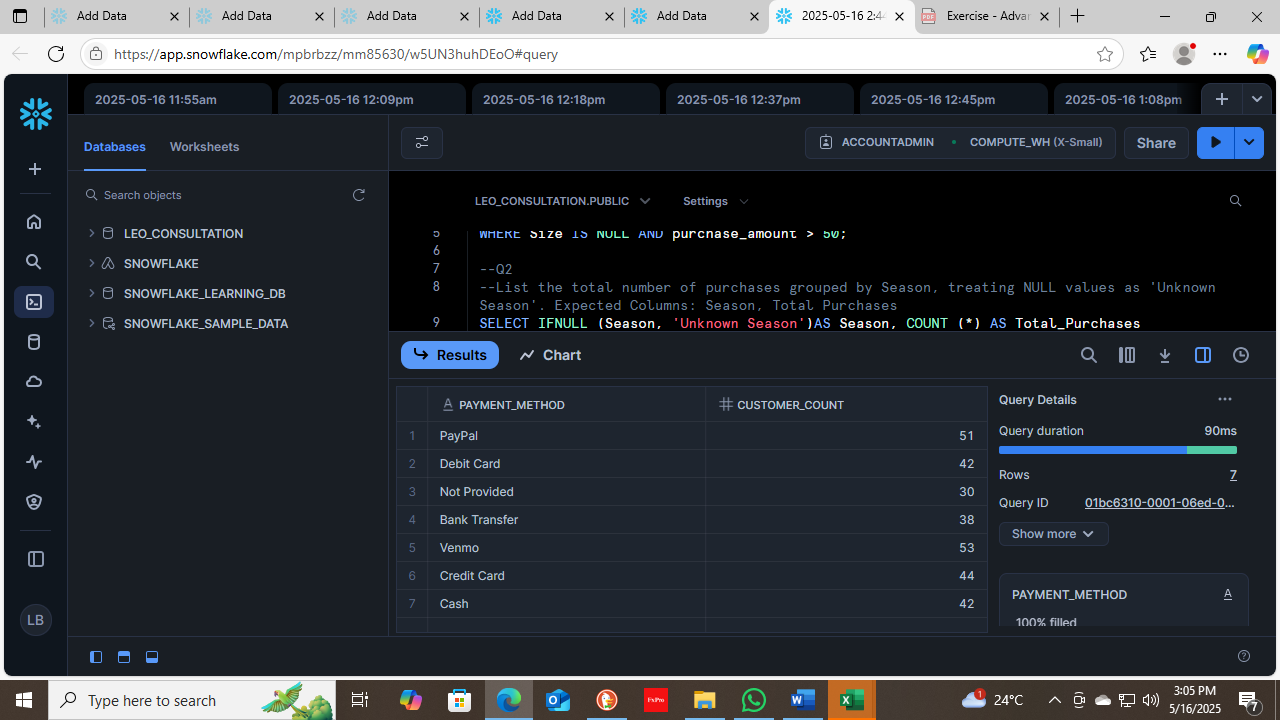 Add Data
Add Data
Add Data
Add Data
Add Data
2025-05-16 2:44
Exercise - Advan
https://app.snowflake.com/mpbrbzz/mm85630/w5UN3huhDEoO#query
2025-05-16 11:55am
2025-05-16 12:09pm
2025-05-16 12:18pm
2025-05-16 12:37pm
2025-05-16 12:45pm
2025-05-16 1:08pm
Databases
Worksheets
ACCOUNTADMIN
COMPUTE_WH (X-Small)
Share
Search objects
LEO_CONSULTATION
SNOWFLAKE
SNOWFLAKE_LEARNING_DB
SNOWFLAKE_SAMPLE_DATA
LB
LEO_CONSULTATION.PUBLIC
Settings
5 WHERE Size IS NULL AND purchase_amount > 50;
6
7 --Q2
8 --List the total number of purchases grouped by Season, treating NULL values as 'Unknown
Season'. Expected Columns: Season, Total Purchases
9 SELECT IFNULL (Season, 'Unknown Season')AS Season, COUNT (*) AS Total_Purchases
Results
Chart
A PAYMENT_METHOD # CUSTOMER_COUNT
1 PayPal 51
2 Debit Card 42
3 Not Provided 30
4 Bank Transfer 38
5 Venmo 53
6 Credit Card 44
7 Cash 42
Query Details
Query duration 90ms
Rows 7
Query ID 01bc6310-0001-06ed-0...
Show more
PAYMENT_METHOD A
100% filled
Type here to search
FxPro
1
24°C
3:05 PM
5/16/2025
7